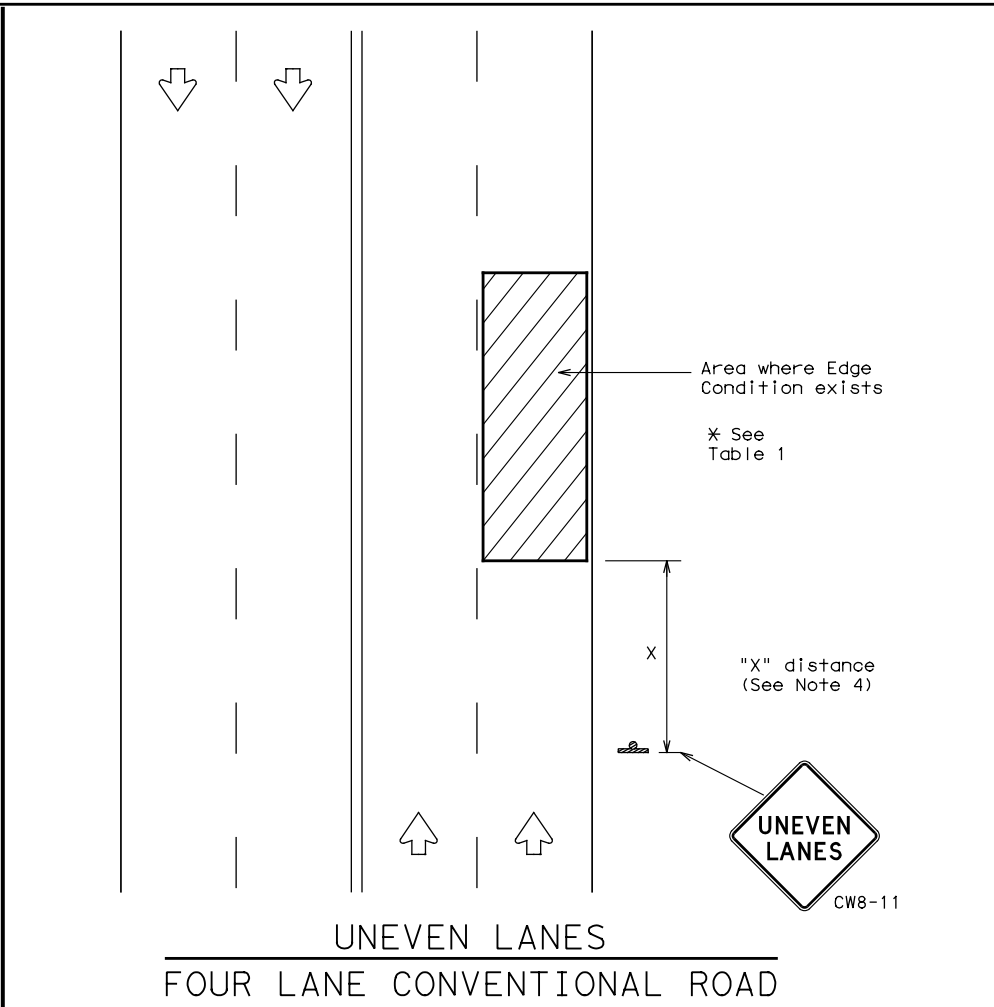 Area where Edge
Condition exists
* See
Table 1
X
"X" distance
(See Note 4)
UNEVEN
LANES
CW8-11
UNEVEN LANES
FOUR LANE CONVENTIONAL ROAD